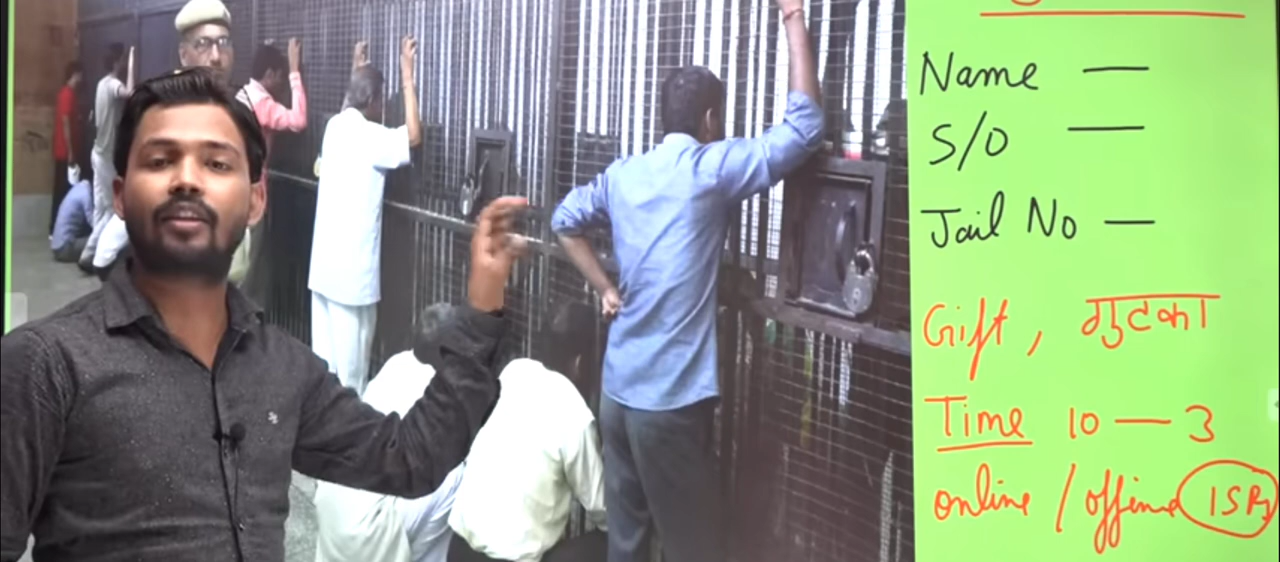 Name —
S/O —
Jail No —
Gift, गुटका
Time 10 — 3
online / offline